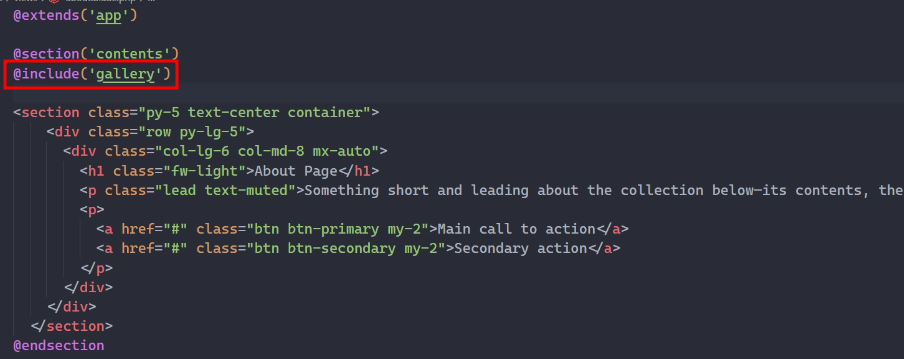 @extends('app')
@section('contents')
@include('gallery')
<section class="py-5 text-center container">
<div class="row py-lg-5">
<div class="col-lg-6 col-md-8 mx-auto">
<h1 class="fw-light">About Page</h1>
<p class="lead text-muted">Something short and leading about the collection below—its contents, the
<p>
<a href="#" class="btn btn-primary my-2">Main call to action</a>
<a href="#" class="btn btn-secondary my-2">Secondary action</a>
</p>
</div>
</div>
</section>
@endsection